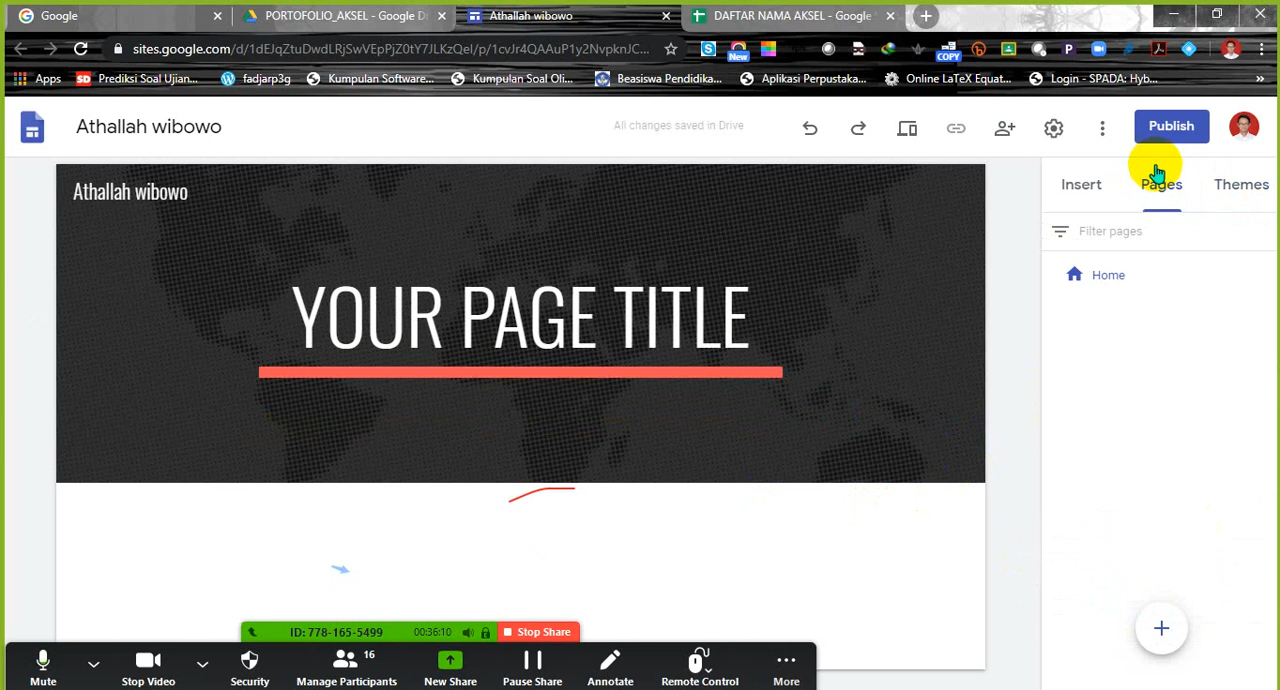 Google
PORTOFOLIO_AKSEL - Google D
Athallah wibowo
DAFTAR NAMA AKSEL - Google
sites.google.com/d/1dEJqZtuDwdLRjSwVEpPjZ0tY7JLKzQeI/p/1cvJr4QAAuP1y2NvpknJC...
New
COPY
Apps
Prediksi Soal Ujian...
fadjarp3g
Kumpulan Software...
Kumpulan Soal Oli...
Beasiswa Pendidika...
Aplikasi Perpustaka...
Online LaTeX Equat...
Login - SPADA: Hyb...
Athallah wibowo
All changes saved in Drive
Publish
Athallah wibowo
Insert
Pages
Themes
Filter pages
Home
YOUR PAGE TITLE
ID: 778-165-5499
00:36:10
Stop Share
Mute
Stop Video
Security
16
Manage Participants
New Share
Pause Share
Annotate
Remote Control
More